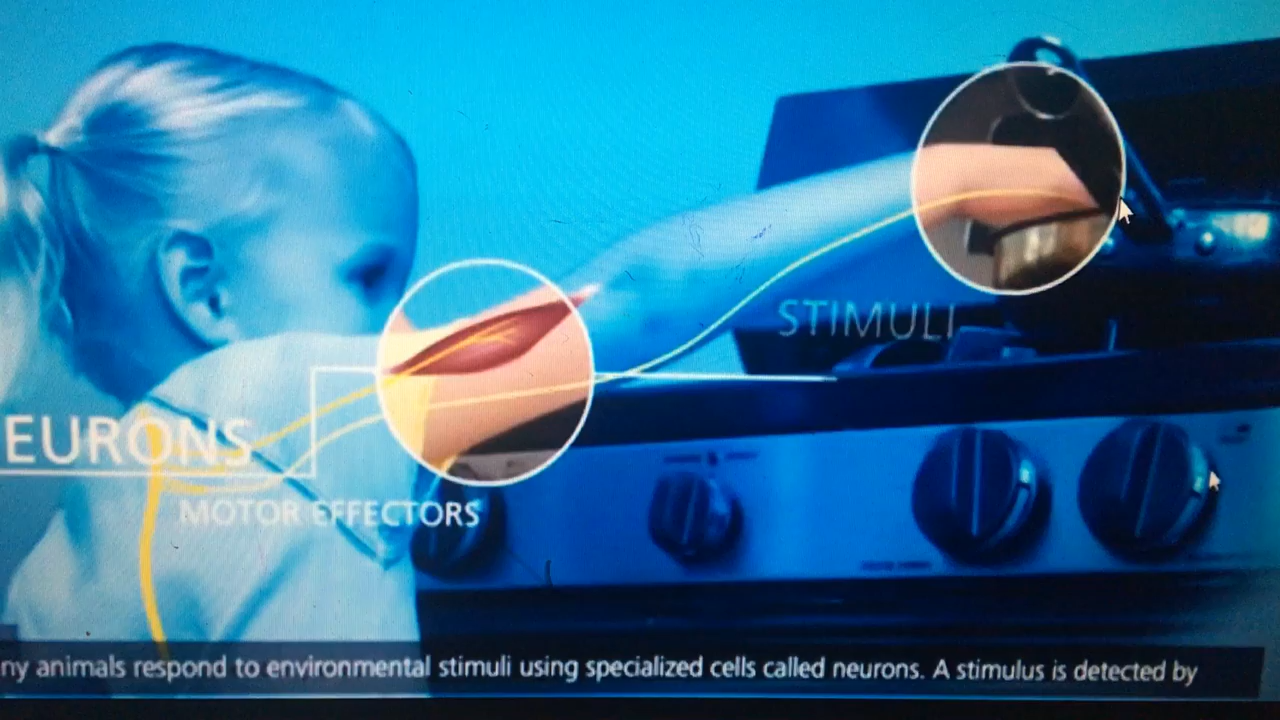 STIMULI
EURONS
MOTOR EFFECTORS
ny animals respond to environmental stimuli using specialized cells called neurons. A stimulus is detected by